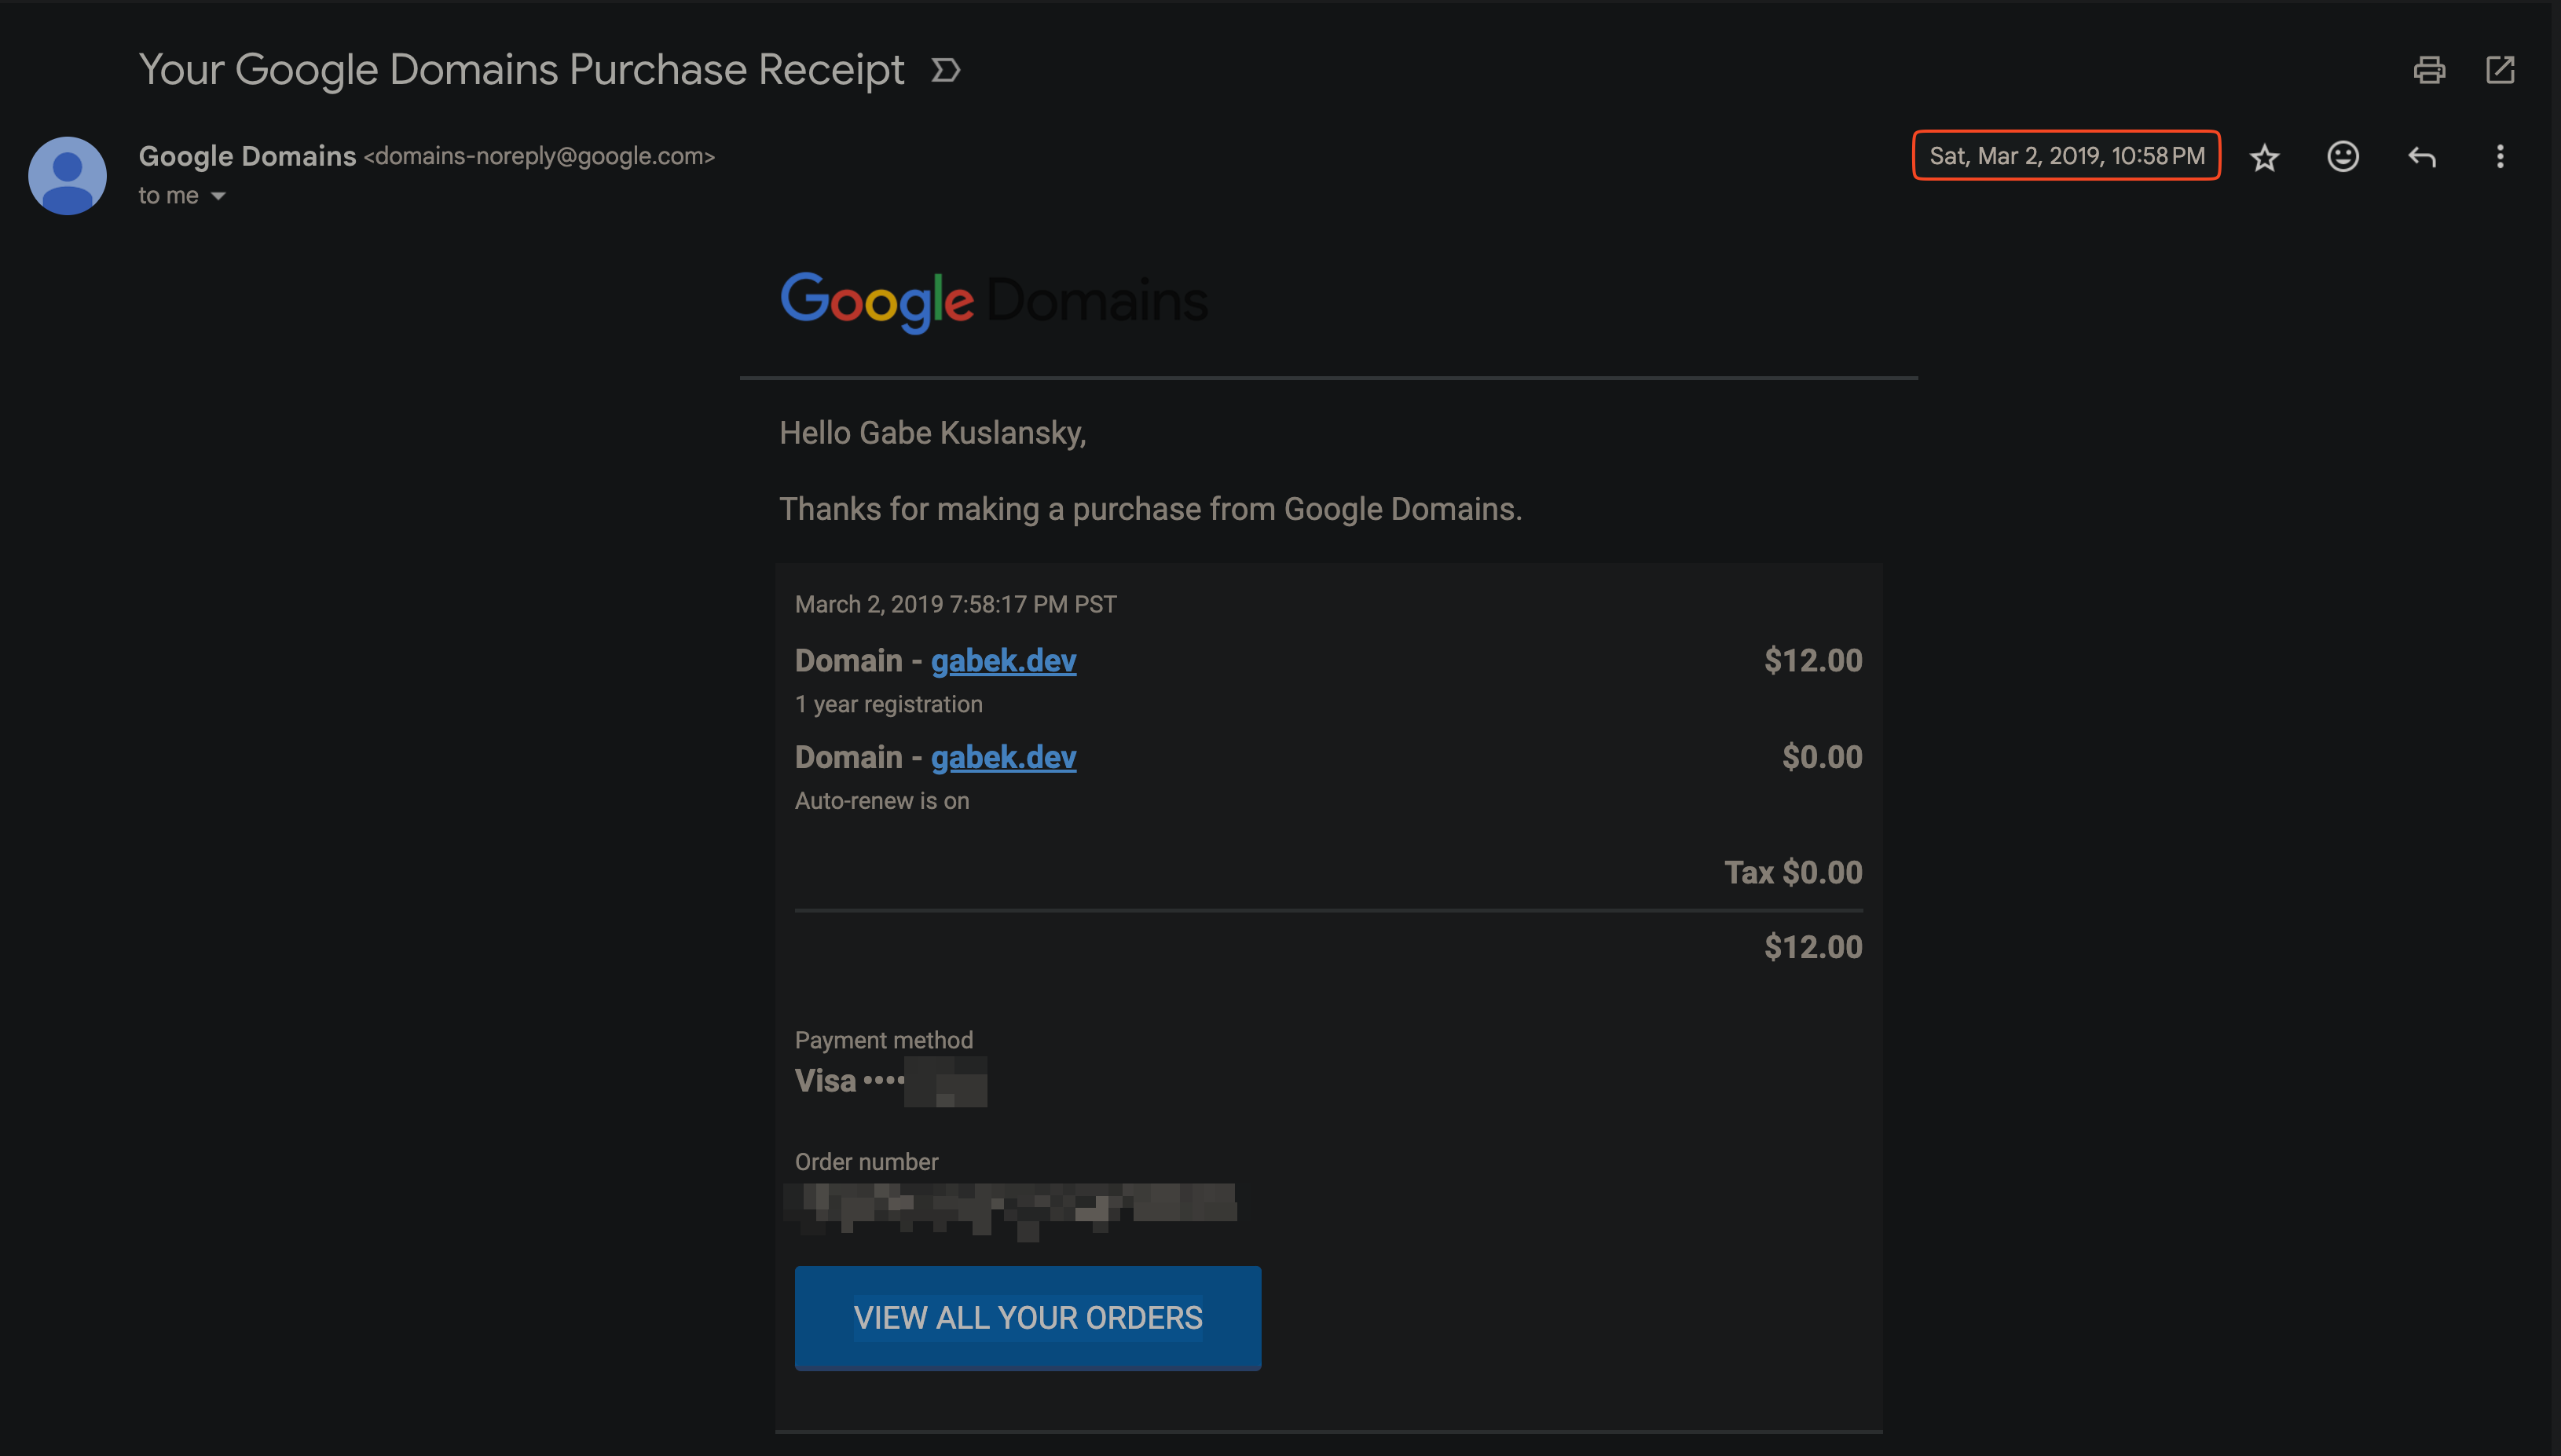 Your Google Domains Purchase Receipt
Google Domains <domains-noreply@google.com>
Sat, Mar 2, 2019, 10:58 PM
to me
Google Domains
Hello Gabe Kuslansky,
Thanks for making a purchase from Google Domains.
March 2, 2019 7:58:17 PM PST
Domain - gabek.dev $12.00
1 year registration
Domain - gabek.dev $0.00
Auto-renew is on
Tax $0.00
$12.00
Payment method
Visa ••••
Order number
VIEW ALL YOUR ORDERS